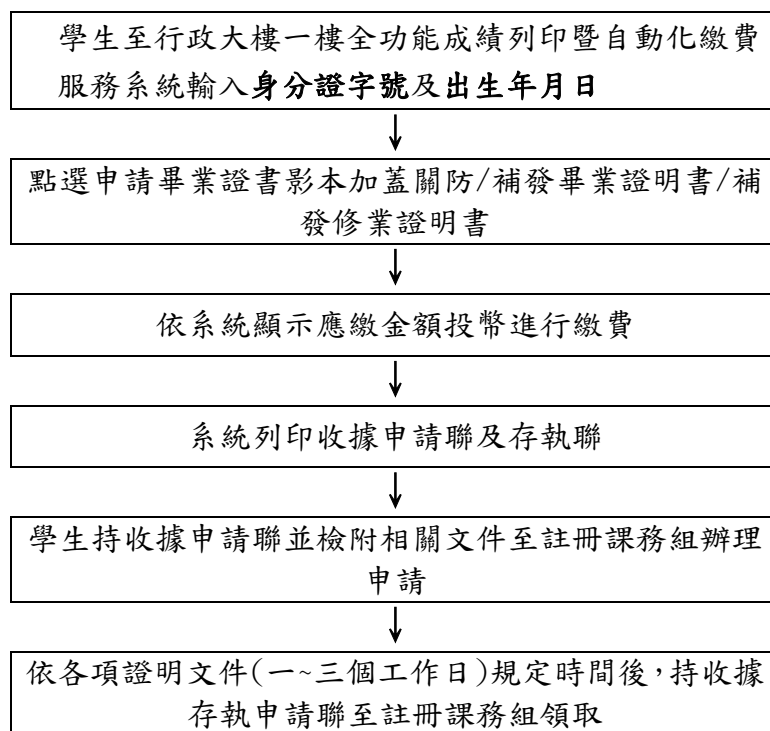 學生至行政大樓一樓全功能成績列印暨自動化繳費
服務系統輸入身分證字號及出生年月日
點選申請畢業證書影本加蓋關防/補發畢業證明書/補
發修業證明書
依系統顯示應繳金額投幣進行繳費
系統列印收據申請聯及存執聯
學生持收據申請聯並檢附相關文件至註冊課務組辦理
申請
依各項證明文件(一~三個工作日)規定時間後，持收據
存執申請聯至註冊課務組領取